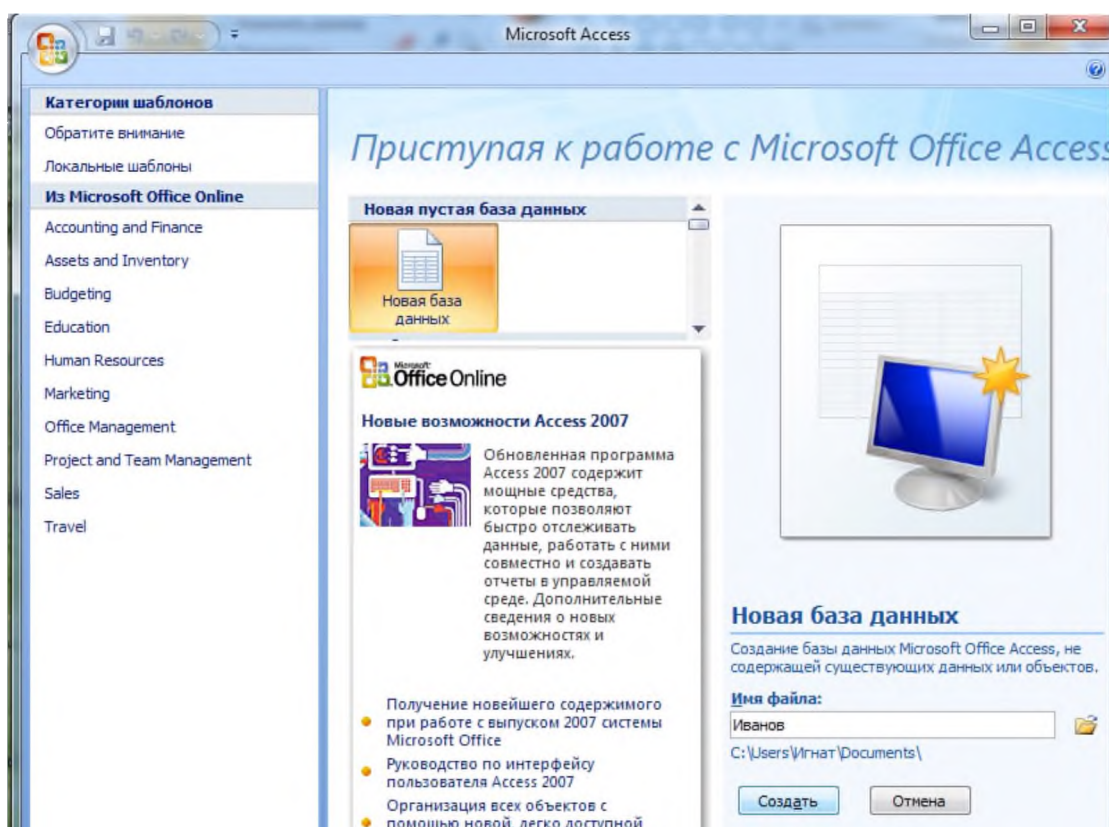 Microsoft Access
Категории шаблонов
Обратите внимание
Локальные шаблоны
Из Microsoft Office Online
Accounting and Finance
Assets and Inventory
Budgeting
Education
Human Resources
Marketing
Office Management
Project and Team Management
Sales
Travel
Приступая к работе с Microsoft Office Access
Новая пустая база данных
Новая база
данных
Microsoft
Office Online
Новые возможности Access 2007
Обновленная программа
Access 2007 содержит
мощные средства,
которые позволяют
быстро отслеживать
данные, работать с ними
совместно и создавать
отчеты в управляемой
среде. Дополнительные
сведения о новых
возможностях и
улучшениях.
Получение новейшего содержимого
при работе с выпуском 2007 системы
Microsoft Office
Руководство по интерфейсу
пользователя Access 2007
Организация всех объектов с
помощью новой, легко доступной
Новая база данных
Создание базы данных Microsoft Office Access, не
содержащей существующих данных или объектов.
Имя файла:
Иванов
C:\Users\Игнат\Documents\
Создать
Отмена